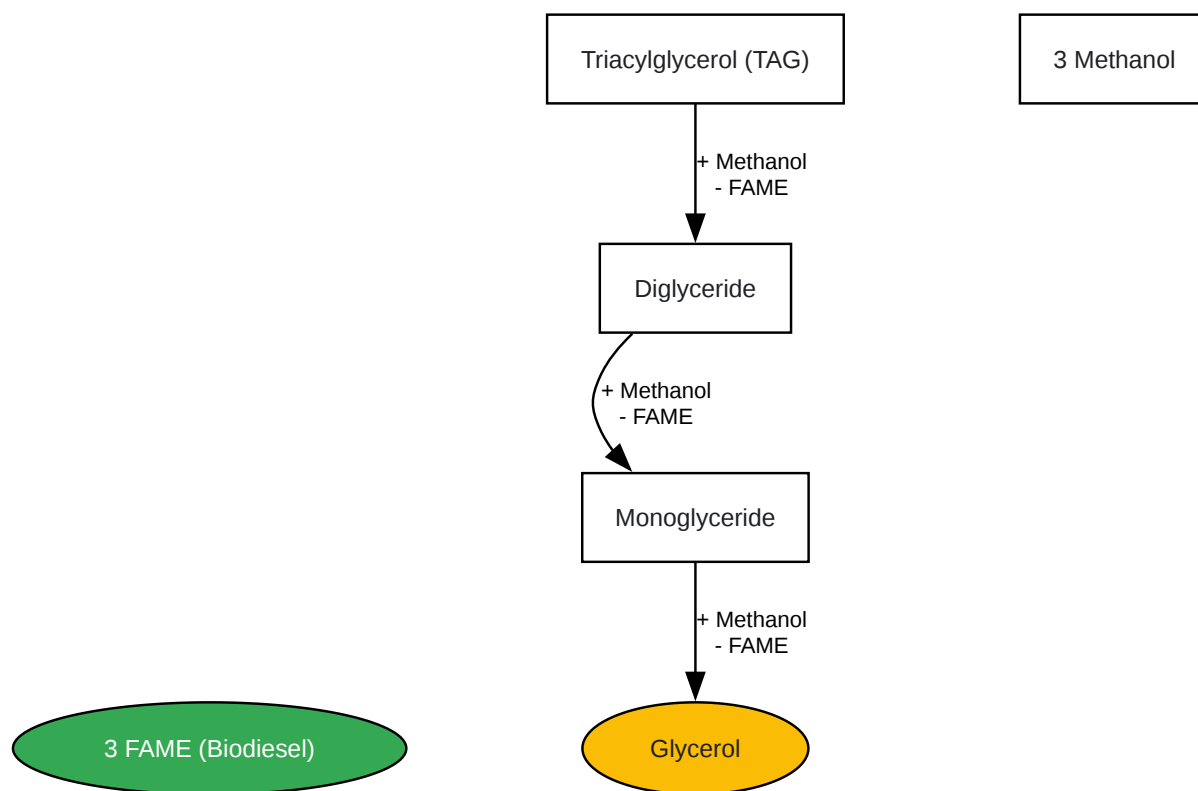 Triacylglycerol (TAG)
3 Methanol
+ Methanol
- FAME
Diglyceride
+ Methanol
- FAME
Monoglyceride
+ Methanol
- FAME
3 FAME (Biodiesel)
Glycerol